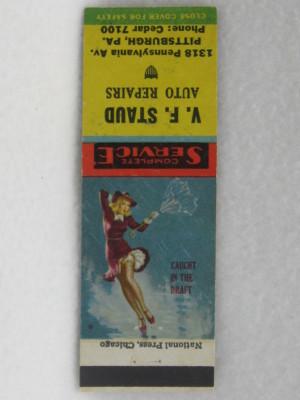 CLOSE COVER FOR SAFETY
1318 Pennsylvania Av.
PITTSBURGH, PA.
Phone: Cedar 7100
V. F. STAUD
AUTO REPAIRS
COMPLETE
SERVICE
CAUGHT
IN THE
DRAFT
National Press, Chicago